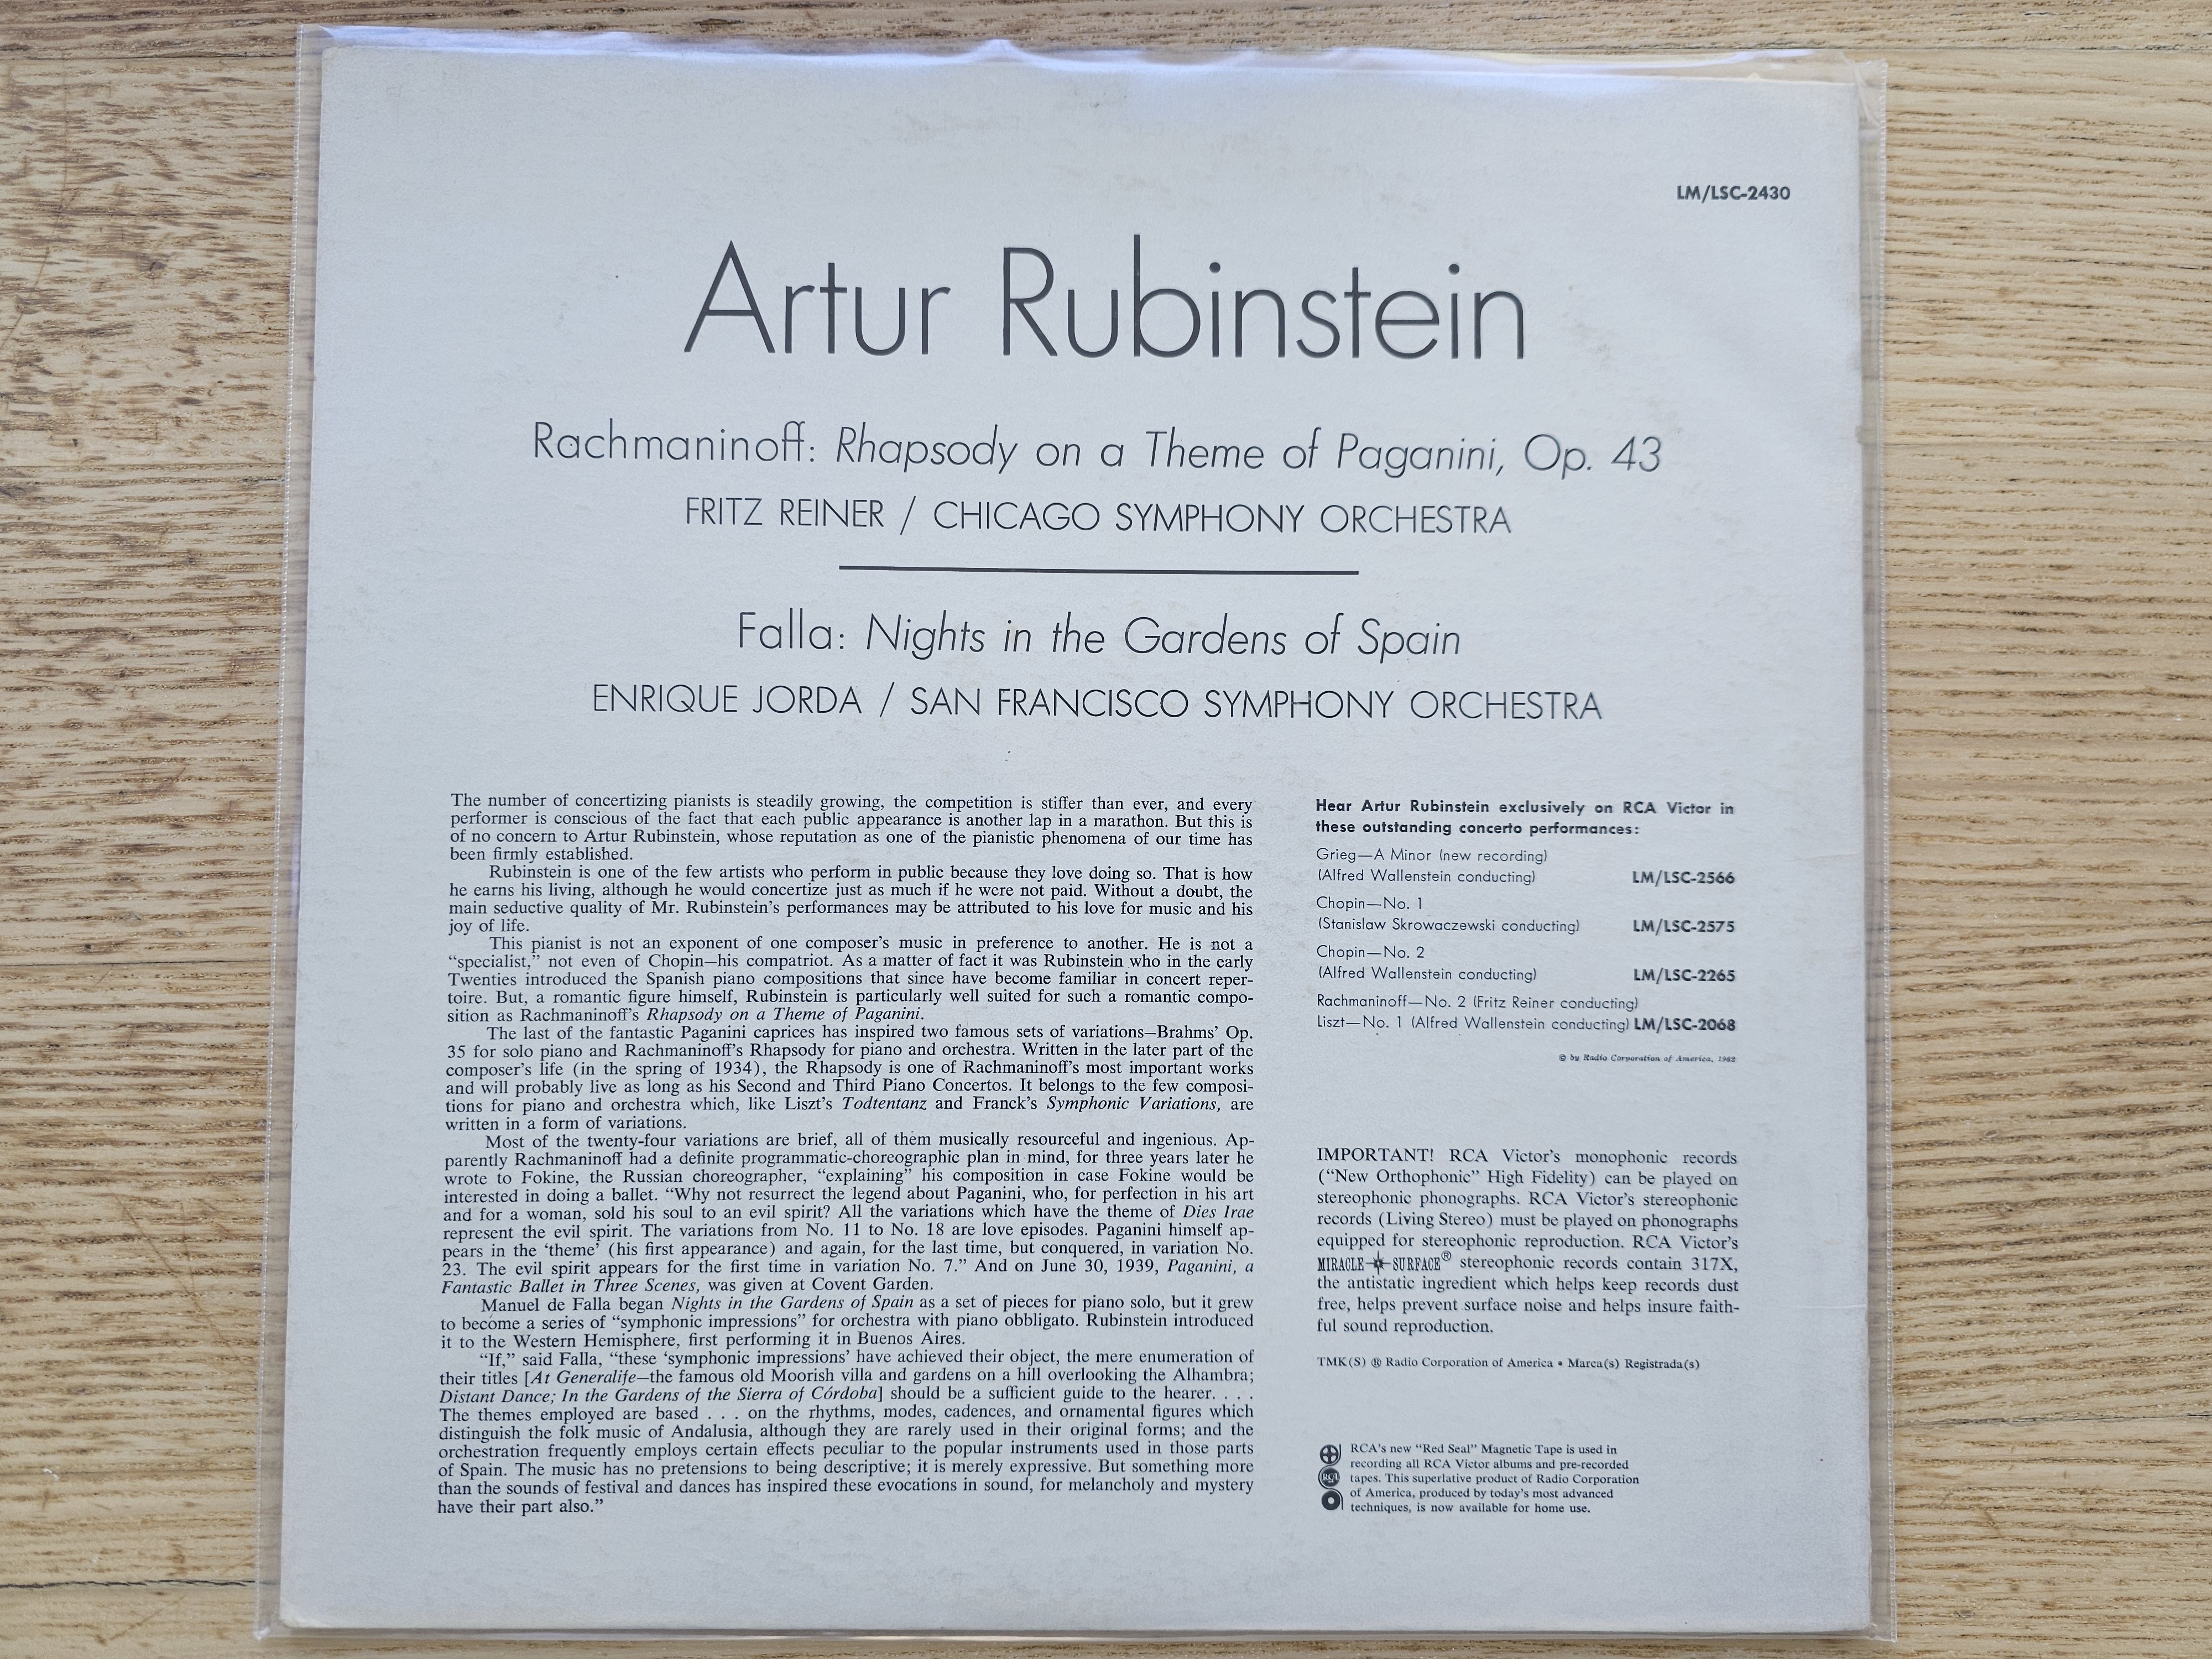 LM/LSC-2430
Artur Rubinstein
Rachmaninoff: Rhapsody on a Theme of Paganini, Op. 43
FRITZ REINER / CHICAGO SYMPHONY ORCHESTRA
Falla: Nights in the Gardens of Spain
ENRIQUE JORDA / SAN FRANCISCO SYMPHONY ORCHESTRA
The number of concertizing pianists is steadily growing, the competition is stiffer than ever, and every
performer is conscious of the fact that each public appearance is another lap in a marathon. But this is
of no concern to Artur Rubinstein, whose reputation as one of the pianistic phenomena of our time has
been firmly established.
Rubinstein is one of the few artists who perform in public because they love doing so. That is how
he earns his living, although he would concertize just as much if he were not paid. Without a doubt, the
main seductive quality of Mr. Rubinstein's performances may be attributed to his love for music and his
joy of life.
This pianist is not an exponent of one composer's music in preference to another. He is not a
“specialist,” not even of Chopin—his compatriot. As a matter of fact it was Rubinstein who in the early
Twenties introduced the Spanish piano compositions that since have become familiar in concert reper-
toire. But, a romantic figure himself, Rubinstein is particularly well suited for such a romantic compo-
sition as Rachmaninoff's Rhapsody on a Theme of Paganini.
The last of the fantastic Paganini caprices has inspired two famous sets of variations—Brahms' Op.
35 for solo piano and Rachmaninoff's Rhapsody for piano and orchestra. Written in the later part of the
composer's life (in the spring of 1934), the Rhapsody is one of Rachmaninoff's most important works
and will probably live as long as his Second and Third Piano Concertos. It belongs to the few composi-
tions for piano and orchestra which, like Liszt's Todtentanz and Franck's Symphonic Variations, are
written in a form of variations.
Most of the twenty-four variations are brief, all of them musically resourceful and ingenious. Ap-
parently Rachmaninoff had a definite programmatic-choreographic plan in mind, for three years later he
wrote to Fokine, the Russian choreographer, “explaining” his composition in case Fokine would be
interested in doing a ballet. “Why not resurrect the legend about Paganini, who, for perfection in his art
and for a woman, sold his soul to an evil spirit? All the variations which have the theme of Dies Irae
represent the evil spirit. The variations from No. 11 to No. 18 are love episodes. Paganini himself ap-
pears in the ‘theme’ (his first appearance) and again, for the last time, but conquered, in variation No.
23. The evil spirit appears for the first time in variation No. 7.” And on June 30, 1939, Paganini, a
Fantastic Ballet in Three Scenes, was given at Covent Garden.
Manuel de Falla began Nights in the Gardens of Spain as a set of pieces for piano solo, but it grew
to become a series of “symphonic impressions” for orchestra with piano obbligato. Rubinstein introduced
it to the Western Hemisphere, first performing it in Buenos Aires.
“If,” said Falla, “these ‘symphonic impressions’ have achieved their object, the mere enumeration of
their titles [At Generalife—the famous old Moorish villa and gardens on a hill overlooking the Alhambra;
Distant Dance; In the Gardens of the Sierra of Córdoba] should be a sufficient guide to the hearer. . . .
The themes employed are based . . . on the rhythms, modes, cadences, and ornamental figures which
distinguish the folk music of Andalusia, although they are rarely used in their original forms; and the
orchestration frequently employs certain effects peculiar to the popular instruments used in those parts
of Spain. The music has no pretensions to being descriptive; it is merely expressive. But something more
than the sounds of festival and dances has inspired these evocations in sound, for melancholy and mystery
have their part also.”
Hear Artur Rubinstein exclusively on RCA Victor in
these outstanding concerto performances:
Grieg—A Minor (new recording)
(Alfred Wallenstein conducting) LM/LSC-2566
Chopin—No. 1
(Stanislaw Skrowaczewski conducting) LM/LSC-2575
Chopin—No. 2
(Alfred Wallenstein conducting) LM/LSC-2265
Rachmaninoff—No. 2 (Fritz Reiner conducting)
Liszt—No. 1 (Alfred Wallenstein conducting) LM/LSC-2068
© by Radio Corporation of America, 1962
IMPORTANT! RCA Victor's monophonic records
(“New Orthophonic” High Fidelity) can be played on
stereophonic phonographs. RCA Victor's stereophonic
records (Living Stereo) must be played on phonographs
equipped for stereophonic reproduction. RCA Victor's
MIRACLE SURFACE® stereophonic records contain 317X,
the antistatic ingredient which helps keep records dust
free, helps prevent surface noise and helps insure faith-
ful sound reproduction.
TMK(S) ® Radio Corporation of America • Marca(s) Registrada(s)
RCA
RCA's new “Red Seal” Magnetic Tape is used in
recording all RCA Victor albums and pre-recorded
tapes. This superlative product of Radio Corporation
of America, produced by today's most advanced
techniques, is now available for home use.